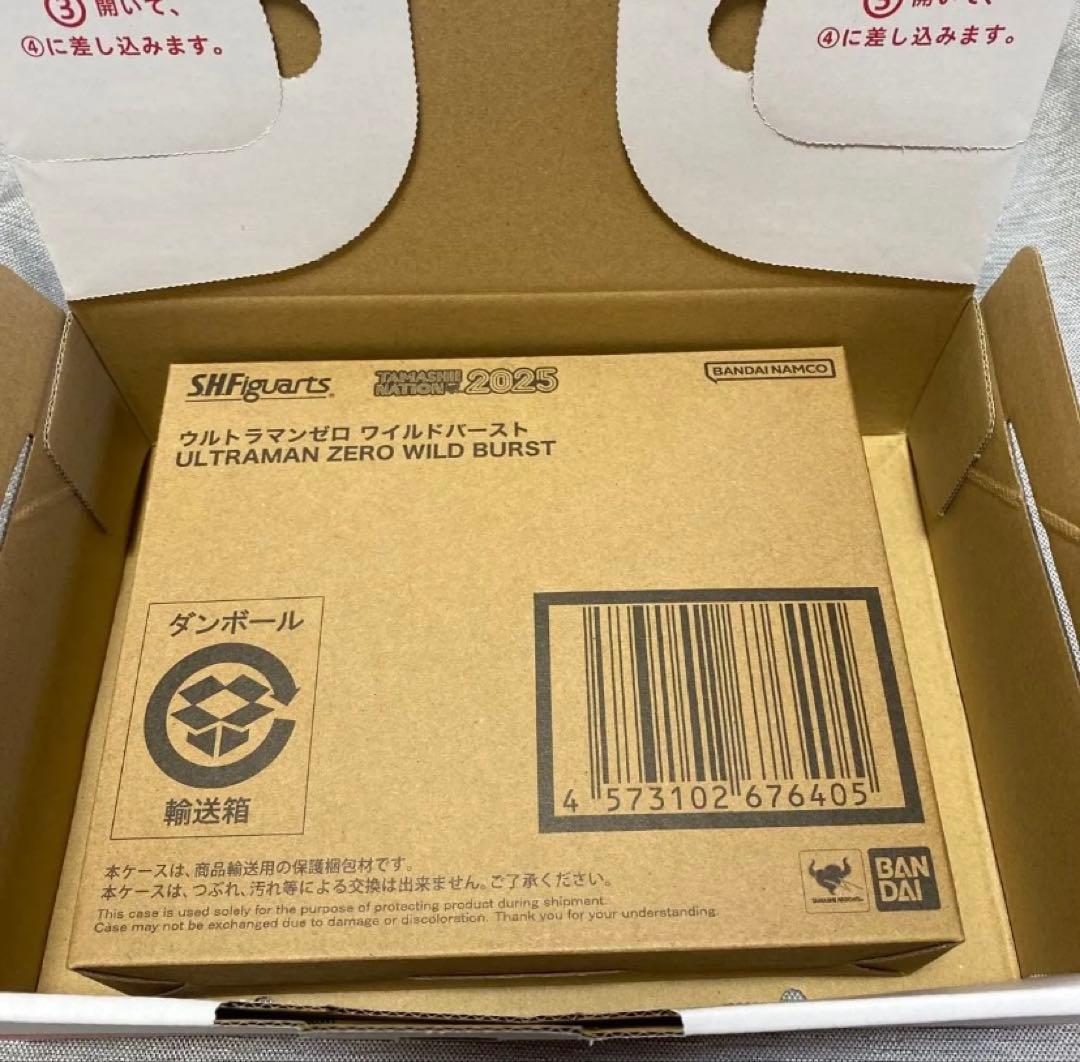 ③開いて、
④に差し込みます。
③開いて、
④に差し込みます。
S.H.Figuarts®
TAMASHII NATION 2025
BANDAI NAMCO
ウルトラマンゼロ ワイルドバースト
ULTRAMAN ZERO WILD BURST
ダンボール
輸送箱
4 573102 676405
本ケースは、商品輸送用の保護梱包材です。
本ケースは、つぶれ、汚れ等による交換は出来ません。ご了承ください。
This case is used solely for the purpose of protecting product during shipment.
Case may not be exchanged due to damage or discoloration. Thank you for your understanding.
TAMASHII NATIONS
BAN
DAI